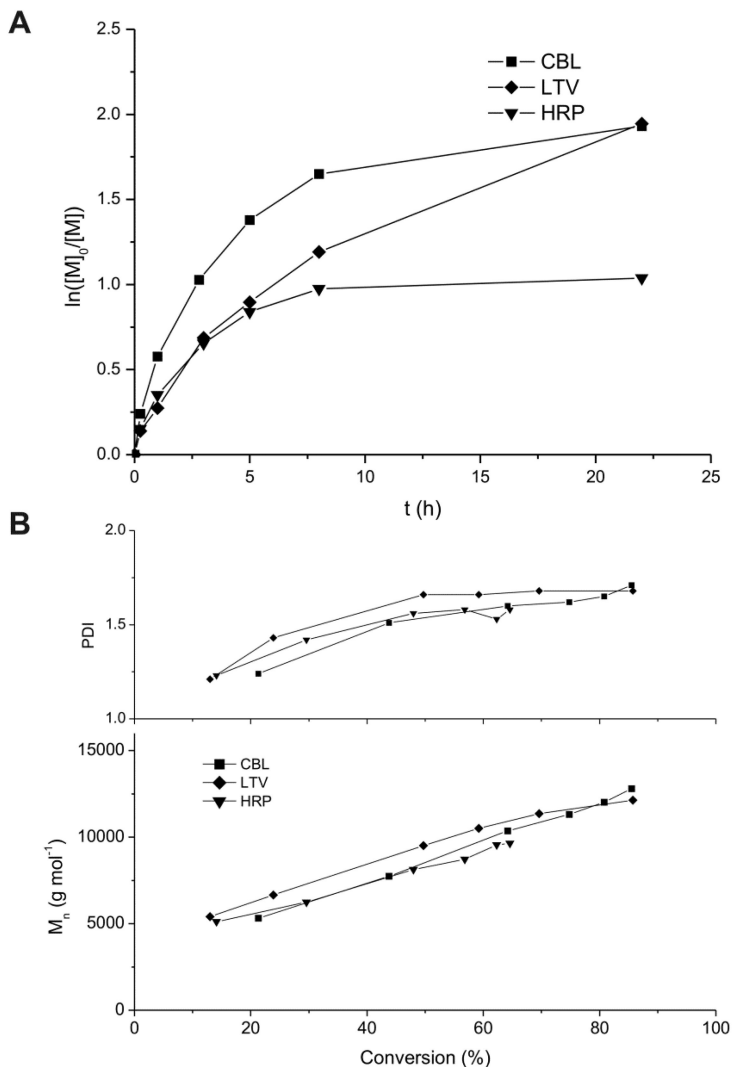 A
2.5
2.0
1.5
1.0
0.5
0.0
ln([M]₀/[M])
CBL
LTV
HRP
0 5 10 15 20 25
t (h)
B
2.0
1.5
1.0
PDI
15000
10000
5000
0
Mₙ (g mol⁻¹)
CBL
LTV
HRP
0 20 40 60 80 100
Conversion (%)